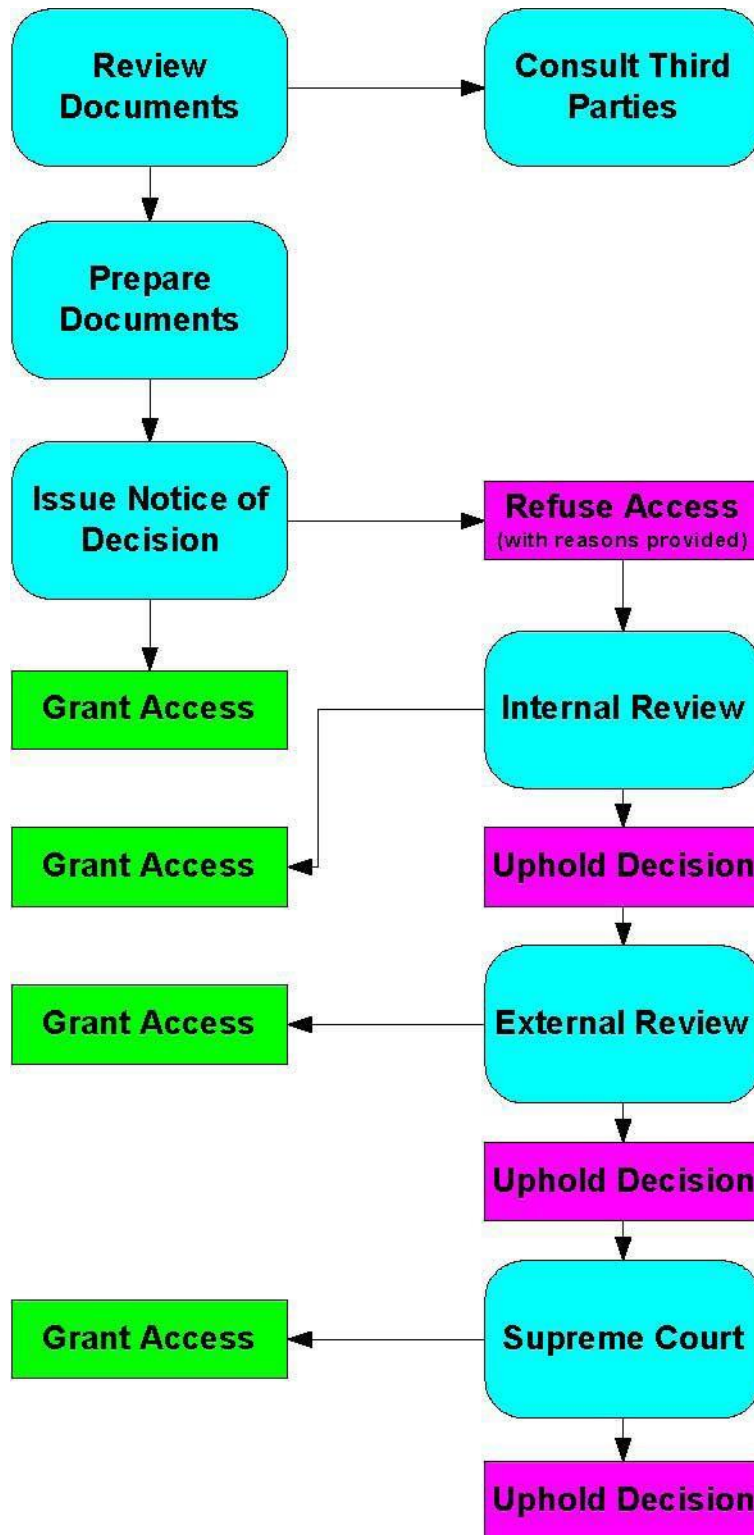 Review
Documents
Consult Third
Parties
Prepare
Documents
Issue Notice of
Decision
Refuse Access
(with reasons provided)
Grant Access
Internal Review
Grant Access
Uphold Decision
Grant Access
External Review
Uphold Decision
Grant Access
Supreme Court
Uphold Decision